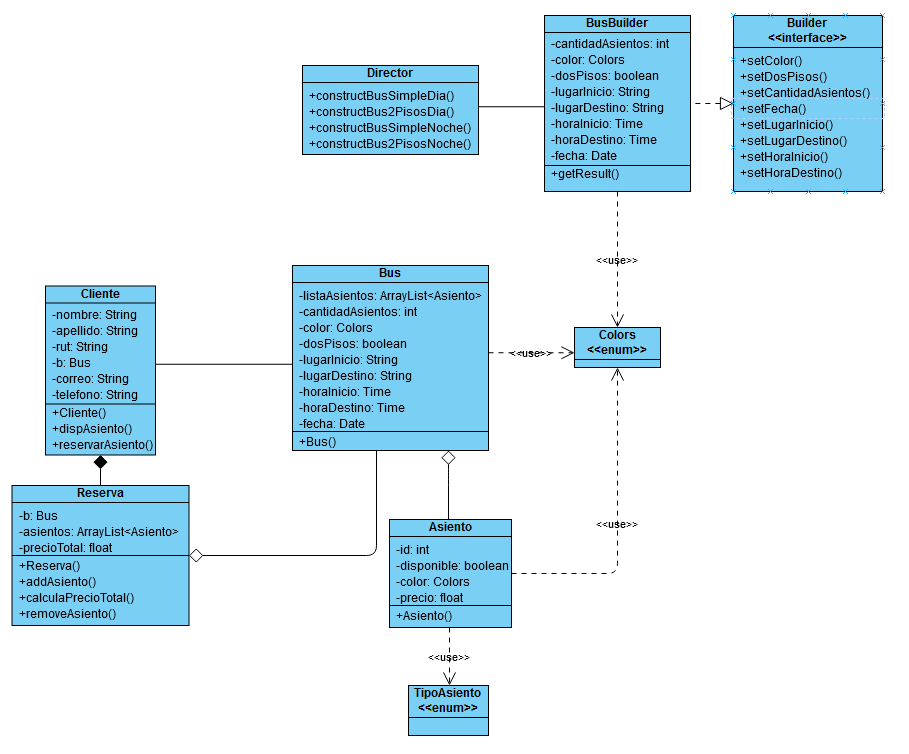 Director
+constructBusSimpleDia()
+constructBus2PisosDia()
+constructBusSimpleNoche()
+constructBus2PisosNoche()
BusBuilder
-cantidadAsientos: int
-color: Colors
-dosPisos: boolean
-lugarInicio: String
-lugarDestino: String
-horaInicio: Time
-horaDestino: Time
-fecha: Date
+getResult()
Builder
<<interface>>
+setColor()
+setDosPisos()
+setCantidadAsientos()
+setFecha()
+setLugarInicio()
+setLugarDestino()
+setHoraInicio()
+setHoraDestino()
<<use>>
Cliente
-nombre: String
-apellido: String
-rut: String
-b: Bus
-correo: String
-telefono: String
+Cliente()
+dispAsiento()
+reservarAsiento()
Bus
-listaAsientos: ArrayList<Asiento>
-cantidadAsientos: int
-color: Colors
-dosPisos: boolean
-lugarInicio: String
-lugarDestino: String
-horaInicio: Time
-horaDestino: Time
-fecha: Date
+Bus()
<<use>>
Colors
<<enum>>
Reserva
-b: Bus
-asientos: ArrayList<Asiento>
-precioTotal: float
+Reserva()
+addAsiento()
+calculaPrecioTotal()
+removeAsiento()
Asiento
-id: int
-disponible: boolean
-color: Colors
-precio: float
+Asiento()
<<use>>
<<use>>
TipoAsiento
<<enum>>